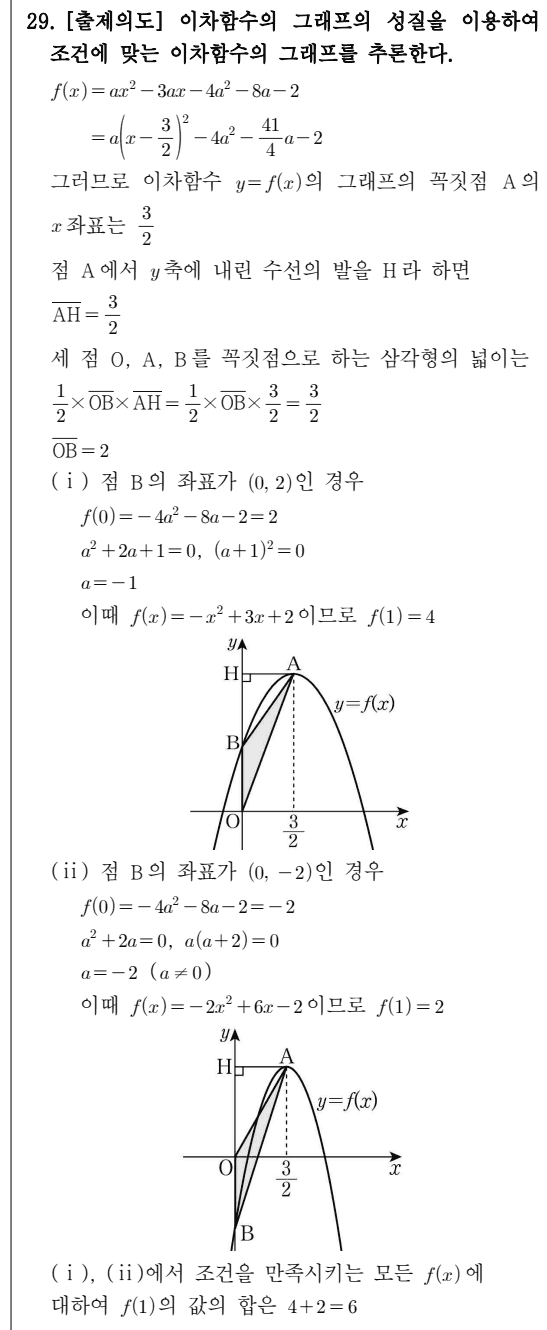 29. [출제의도] 이차함수의 그래프의 성질을 이용하여
조건에 맞는 이차함수의 그래프를 추론한다.
f(x)=ax²−3ax−4a²−8a−2
=a(x−3/2)²−4a²−41/4a−2
그러므로 이차함수 y=f(x)의 그래프의 꼭짓점 A의
x좌표는 3/2
점 A에서 y축에 내린 수선의 발을 H라 하면
A̅H̅=3/2
세 점 O, A, B를 꼭짓점으로 하는 삼각형의 넓이는
1/2×O̅B̅×A̅H̅=1/2×O̅B̅×3/2=3/2
O̅B̅=2
(ⅰ) 점 B의 좌표가 (0, 2)인 경우
f(0)=−4a²−8a−2=2
a²+2a+1=0, (a+1)²=0
a=−1
이때 f(x)=−x²+3x+2이므로 f(1)=4
y
H
A
y=f(x)
B
O
3/2
x
(ⅱ) 점 B의 좌표가 (0, −2)인 경우
f(0)=−4a²−8a−2=−2
a²+2a=0, a(a+2)=0
a=−2 (a≠0)
이때 f(x)=−2x²+6x−2이므로 f(1)=2
y
H
A
y=f(x)
O
3/2
x
B
(ⅰ), (ⅱ)에서 조건을 만족시키는 모든 f(x)에
대하여 f(1)의 값의 합은 4+2=6